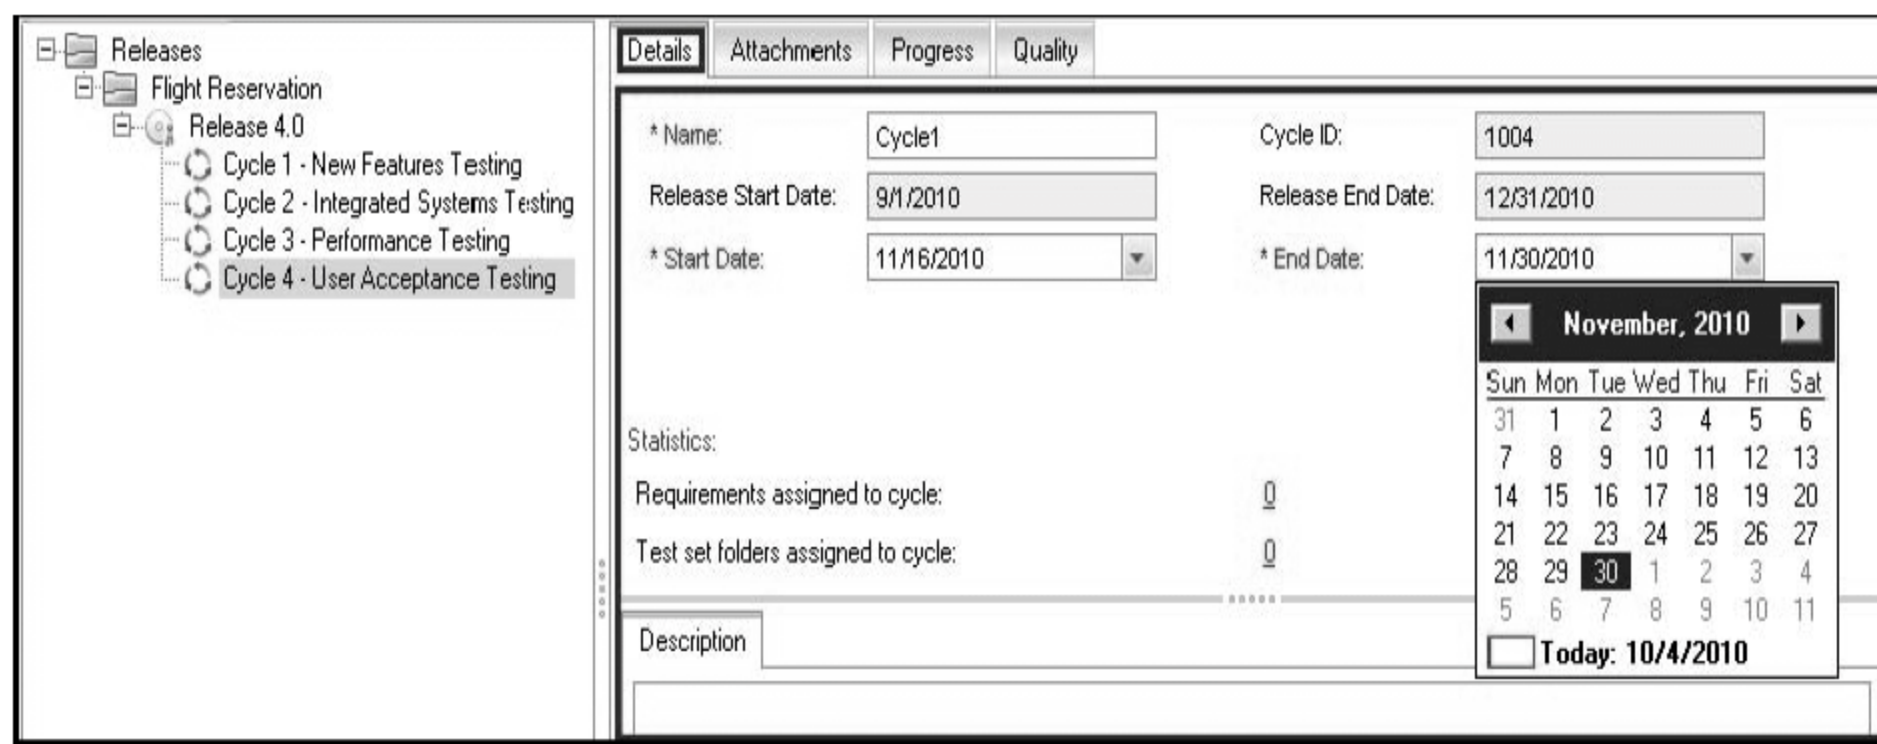 Releases
Flight Reservation
Release 4.0
Cycle 1 - New Features Testing
Cycle 2 - Integrated Systems Testing
Cycle 3 - Performance Testing
Cycle 4 - User Acceptance Testing
Details Attachments Progress Quality
* Name: Cycle1 Cycle ID: 1004
Release Start Date: 9/1/2010 Release End Date: 12/31/2010
* Start Date: 11/16/2010 * End Date: 11/30/2010
November, 2010
Sun Mon Tue Wed Thu Fri Sat
31 1 2 3 4 5 6
7 8 9 10 11 12 13
14 15 16 17 18 19 20
21 22 23 24 25 26 27
28 29 30 1 2 3 4
5 6 7 8 9 10 11
Today: 10/4/2010
Statistics:
Requirements assigned to cycle: 0
Test set folders assigned to cycle: 0
Description